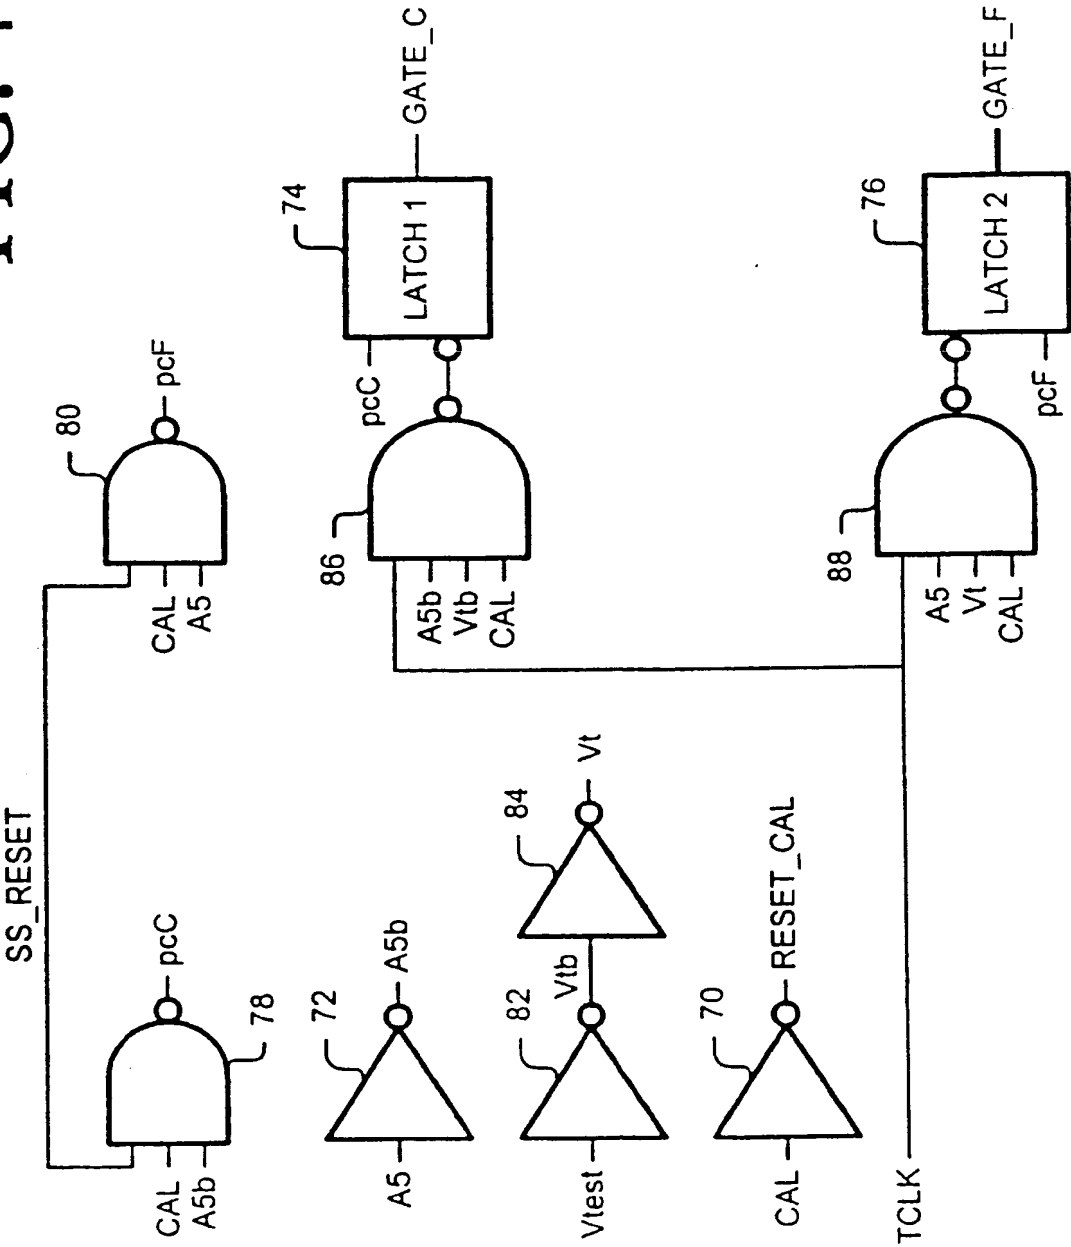 SS_RESET
CAL
A5b
78
pcC
CAL
A5
80
pcF
A5
72
A5b
Vtest
82
Vtb
84
Vt
CAL
70
RESET_CAL
TCLK
86
A5b
Vtb
CAL
pcC
74
LATCH 1
GATE_C
88
A5
Vt
CAL
pcF
76
LATCH 2
GATE_F